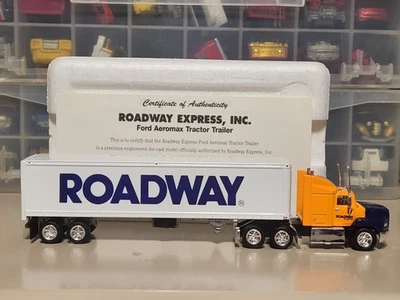 Certificate of Authenticity
ROADWAY EXPRESS, INC.
Ford Aeromax Tractor Trailer
This is to certify that the Roadway Express Ford Aeromax Tractor Trailer
is a precision engineered die-cast model officially authorized by Roadway Express, Inc.
ROADWAY®
ROADWAY